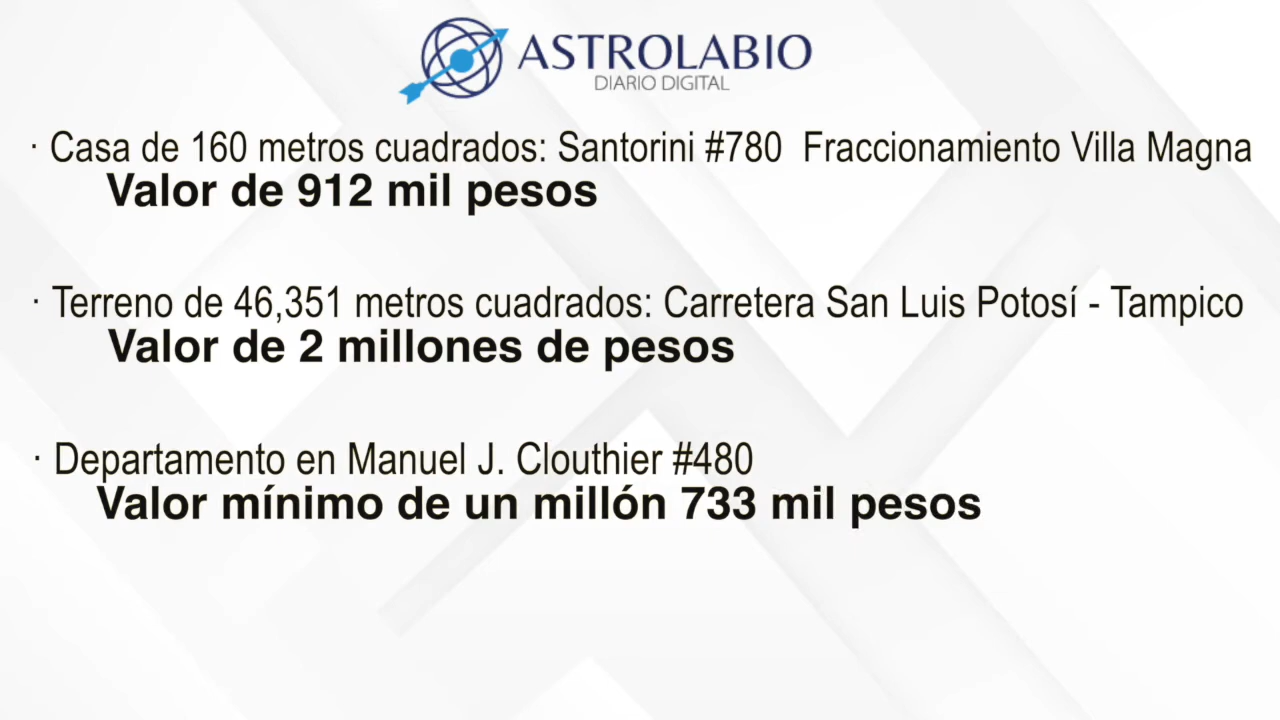 ASTROLABIO
DIARIO DIGITAL
· Casa de 160 metros cuadrados: Santorini #780 Fraccionamiento Villa Magna
Valor de 912 mil pesos
· Terreno de 46,351 metros cuadrados: Carretera San Luis Potosí - Tampico
Valor de 2 millones de pesos
· Departamento en Manuel J. Clouthier #480
Valor mínimo de un millón 733 mil pesos